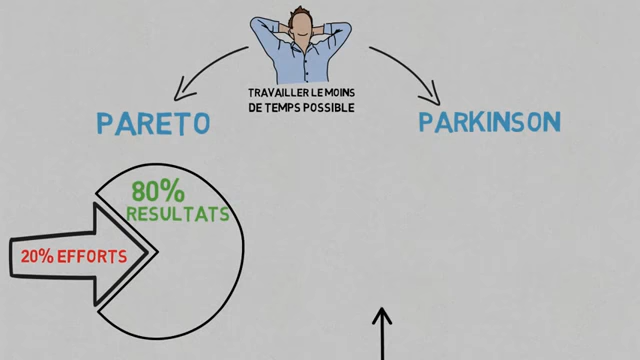 TRAVAILLER LE MOINS
DE TEMPS POSSIBLE
PARETO
PARKINSON
80%
RESULTATS
20% EFFORTS